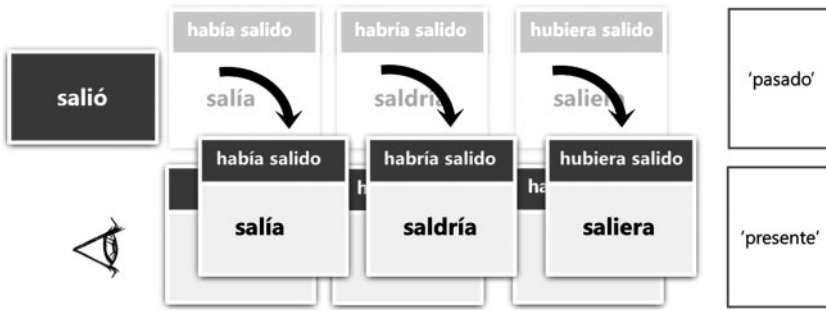 había salido
habría salido
hubiera salido
salió
salía
saldría
saliera
'pasado'
había salido
habría salido
hubiera salido
salía
saldría
saliera
'presente'